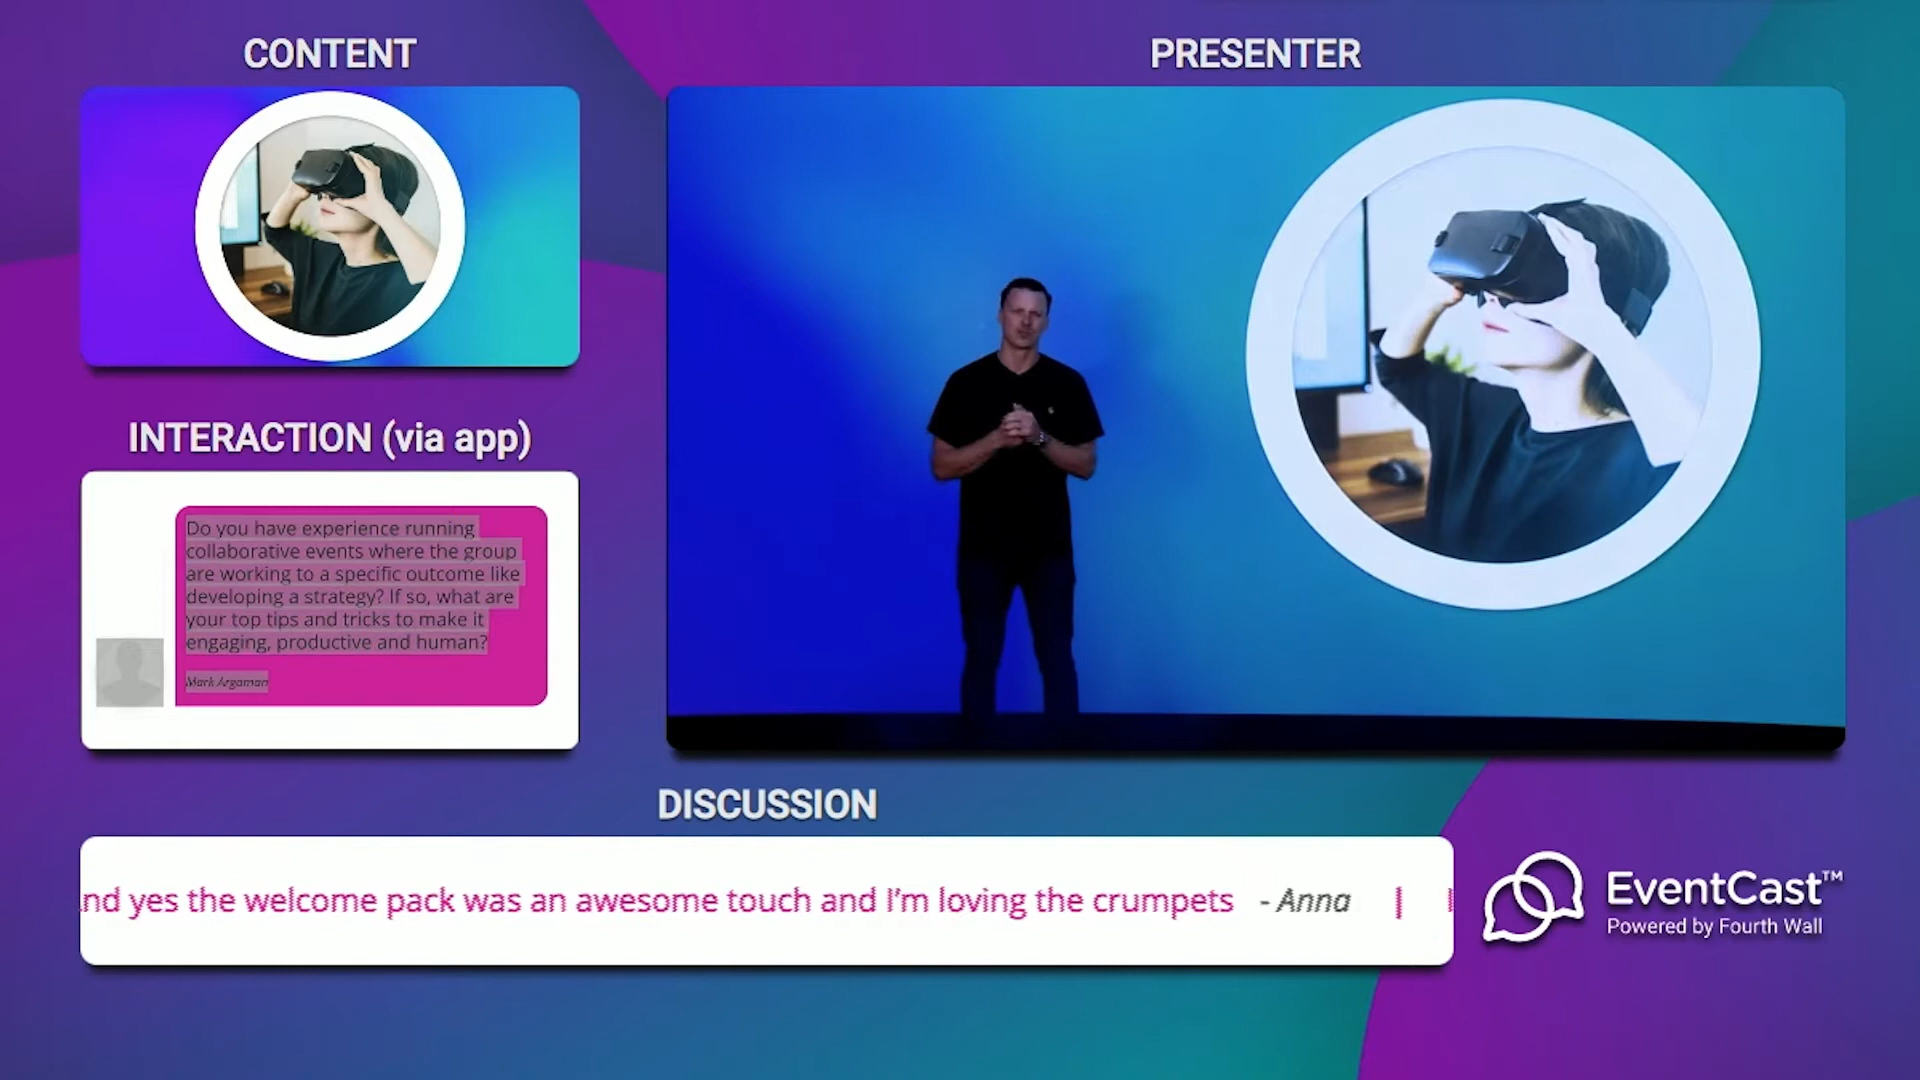 CONTENT
PRESENTER
INTERACTION (via app)
Do you have experience running
collaborative events where the group
are working to a specific outcome like
developing a strategy? If so, what are
your top tips and tricks to make it
engaging, productive and human?
Mark Argaman
DISCUSSION
nd yes the welcome pack was an awesome touch and I'm loving the crumpets - Anna |
EventCast™
Powered by Fourth Wall